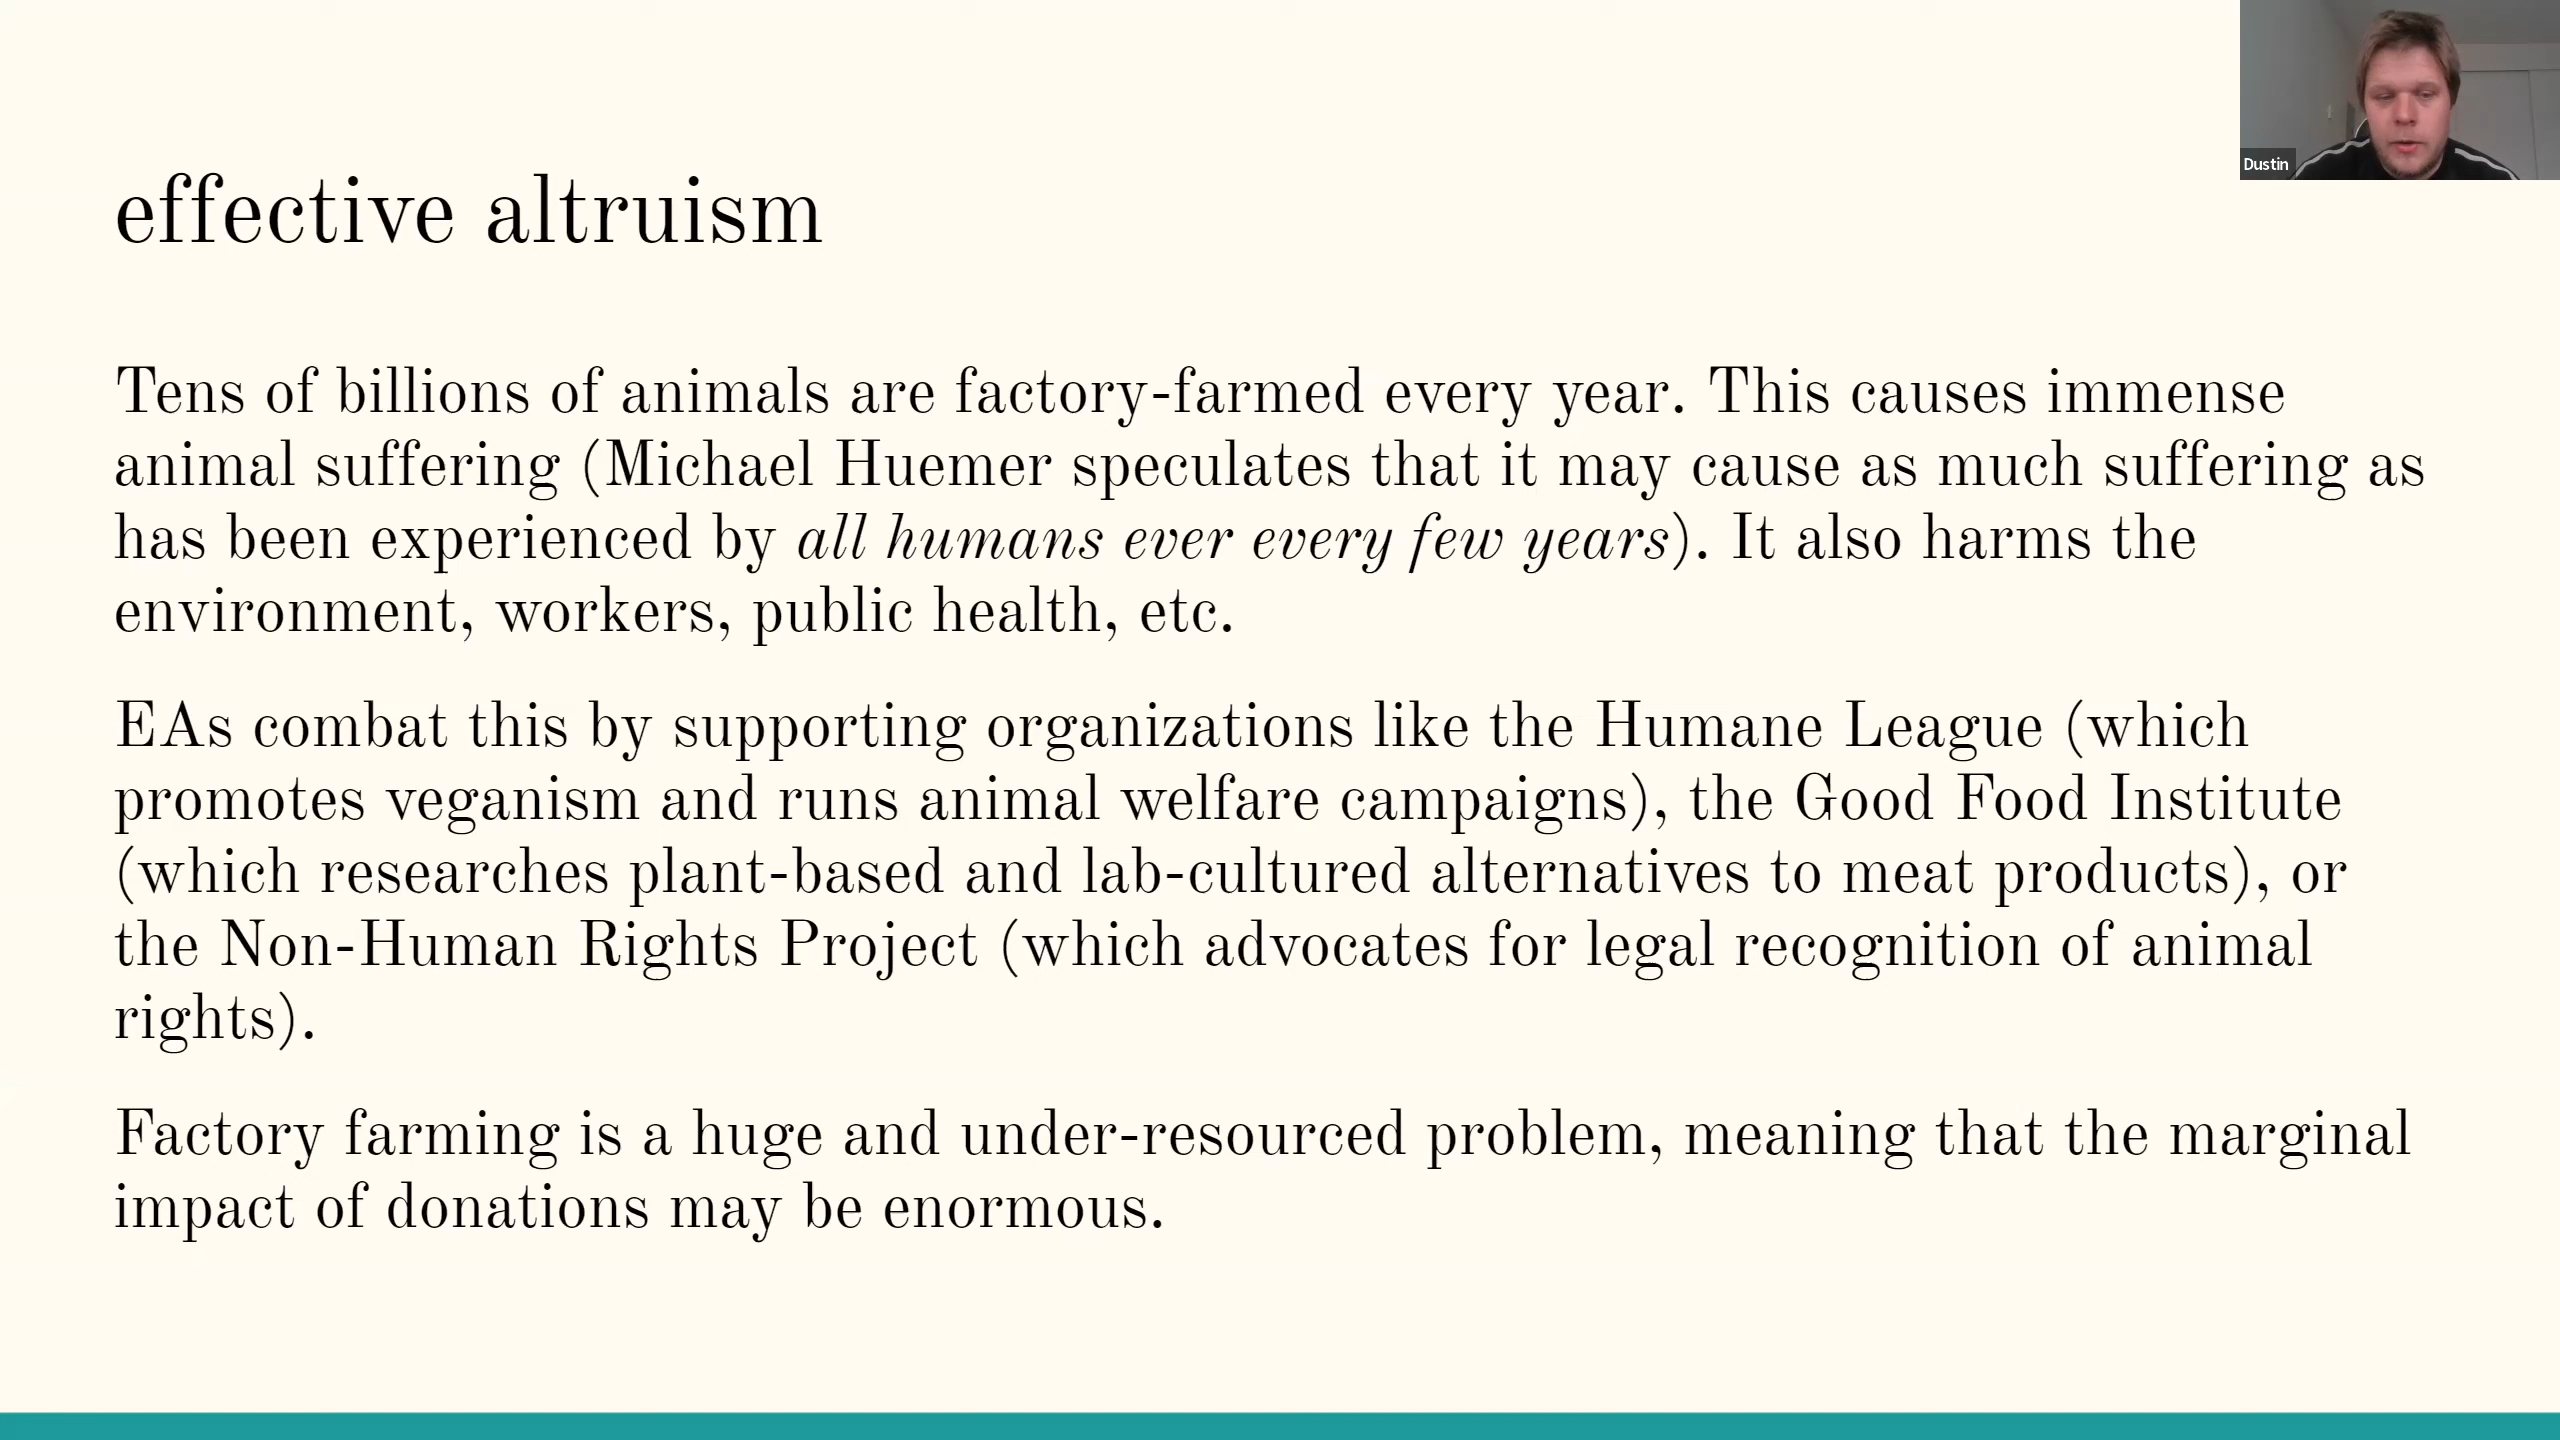 effective altruism
Tens of billions of animals are factory-farmed every year. This causes immense
animal suffering (Michael Huemer speculates that it may cause as much suffering as
has been experienced by all humans ever every few years). It also harms the
environment, workers, public health, etc.
EAs combat this by supporting organizations like the Humane League (which
promotes veganism and runs animal welfare campaigns), the Good Food Institute
(which researches plant-based and lab-cultured alternatives to meat products), or
the Non-Human Rights Project (which advocates for legal recognition of animal
rights).
Factory farming is a huge and under-resourced problem, meaning that the marginal
impact of donations may be enormous.
Dustin